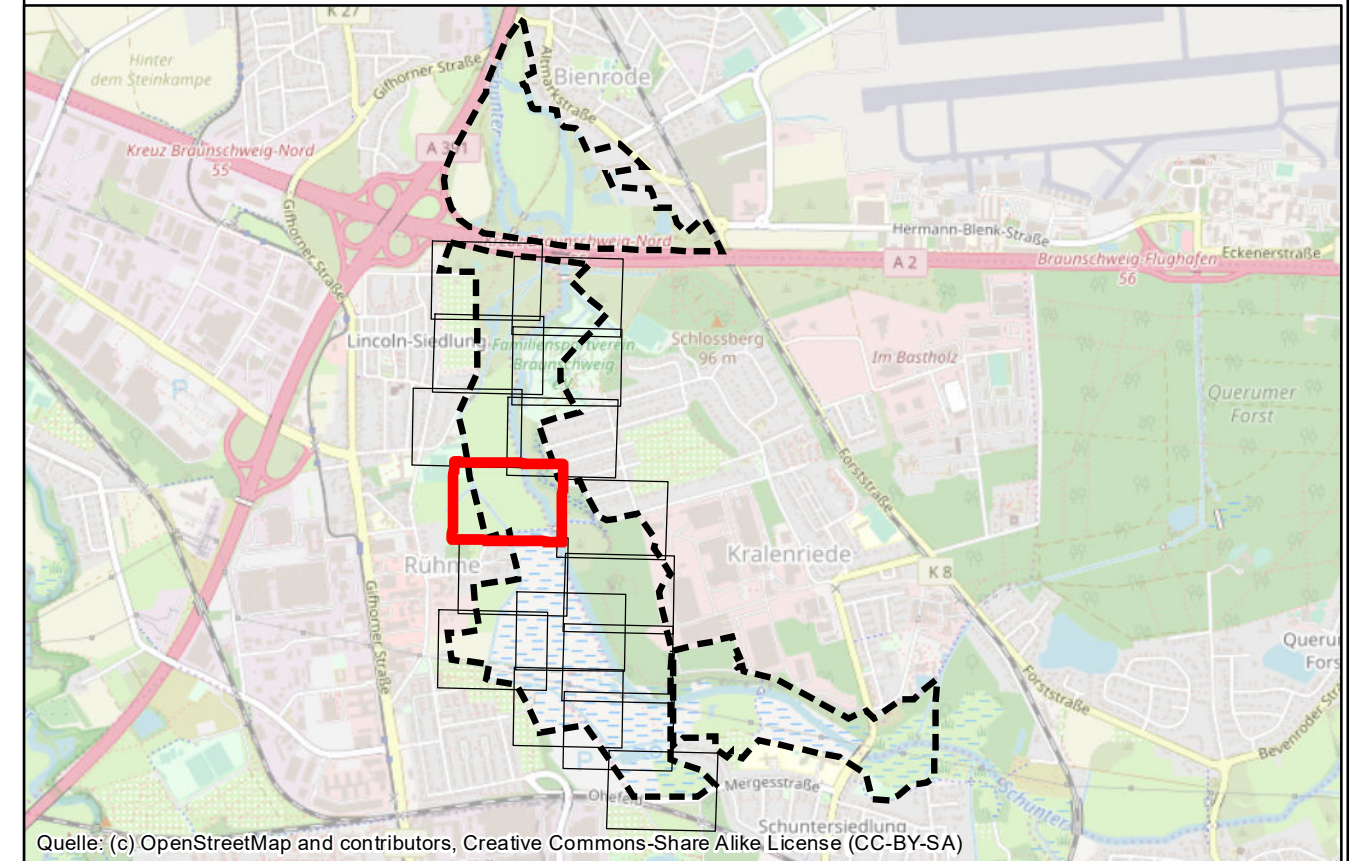 K 27
Hinter
dem Steinkampe
Gifhorner Straße
Altmarkstraße
Bienrode
Kreuz Braunschweig-Nord
55
A 391
Gifhorner Straße
Kreuz Braunschweig-Nord
Hermann-Blenk-Straße
A 2
Braunschweig-Flughafen
56
Eckenerstraße
Lincoln-Siedlung
Familiensportverein
Braunschweig
Schlossberg
96 m
Im Bastholz
P
Querumer
Forst
Forststraße
Rühme
Kralenriede
K 8
Gifhorner Straße
Querum
Fors
Forststraße
Bevenroder Stra
P
Mergesstraße
Ohefeld
Schunter
Schuntersiedlung
Quelle: (c) OpenStreetMap and contributors, Creative Commons-Share Alike License (CC-BY-SA)